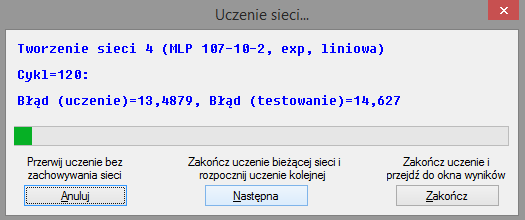 Uczenie sieci...
Tworzenie sieci 4 (MLP 107-10-2, exp, liniowa)
Cykl=120:
Błąd (uczenie)=13,4879, Błąd (testowanie)=14,627
Przerwij uczenie bez
zachowywania sieci
Anuluj
Zakończ uczenie bieżącej sieci i
rozpocznij uczenie kolejnej
Następna
Zakończ uczenie i
przejdź do okna wyników
Zakończ